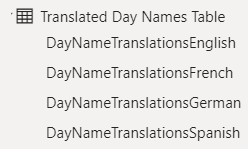 Translated Day Names Table
DayNameTranslationsEnglish
DayNameTranslationsFrench
DayNameTranslationsGerman
DayNameTranslationsSpanish